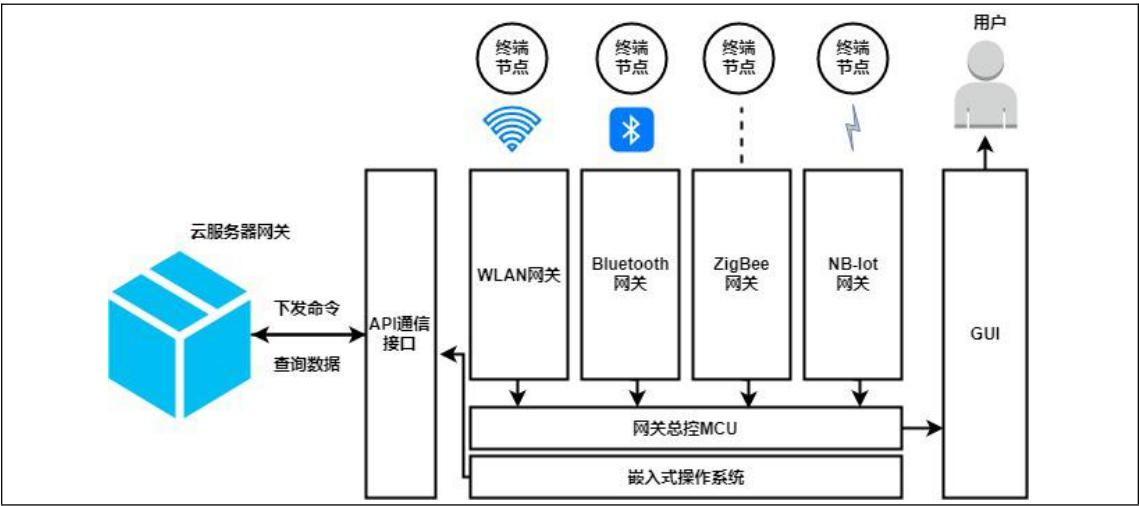 终端
节点
终端
节点
终端
节点
终端
节点
用户
云服务器网关
下发命令
查询数据
API通信
接口
WLAN网关
Bluetooth
网关
ZigBee
网关
NB-Iot
网关
GUI
网关总控MCU
嵌入式操作系统